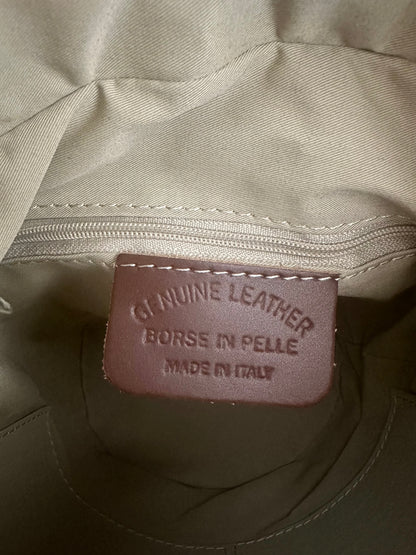 GENUINE LEATHER
BORSE IN PELLE
MADE IN ITALY